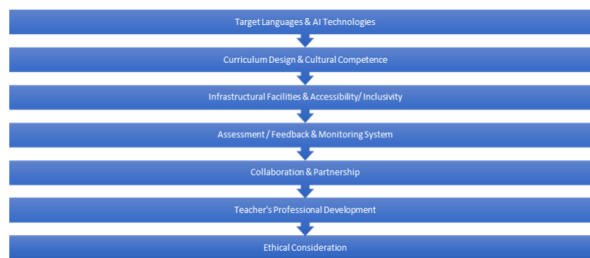 Target Languages & AI Technologies
Curriculum Design & Cultural Competence
Infrastructural Facilities & Accessibility/ Inclusivity
Assessment / Feedback & Monitoring System
Collaboration & Partnership
Teacher's Professional Development
Ethical Consideration